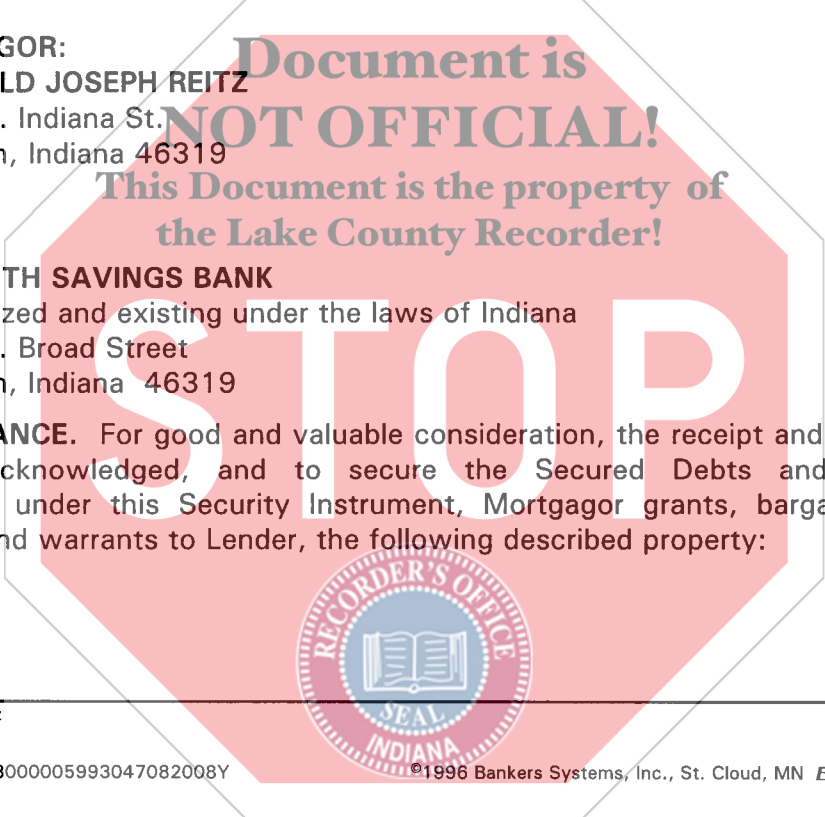 GOR:
Document is
LD JOSEPH REITZ
. Indiana St.
NOT OFFICIAL!
, Indiana 46319
This Document is the property of
the Lake County Recorder!
TH SAVINGS BANK
zed and existing under the laws of Indiana
. Broad Street
, Indiana 46319
STOP
ANCE. For good and valuable consideration, the receipt and
cknowledged, and to secure the Secured Debts and
under this Security Instrument, Mortgagor grants, barga
nd warrants to Lender, the following described property:
RECORDER'S OFFICE
SEAL
INDIANA
000005993047082008Y
©1996 Bankers Systems, Inc., St. Cloud, MN